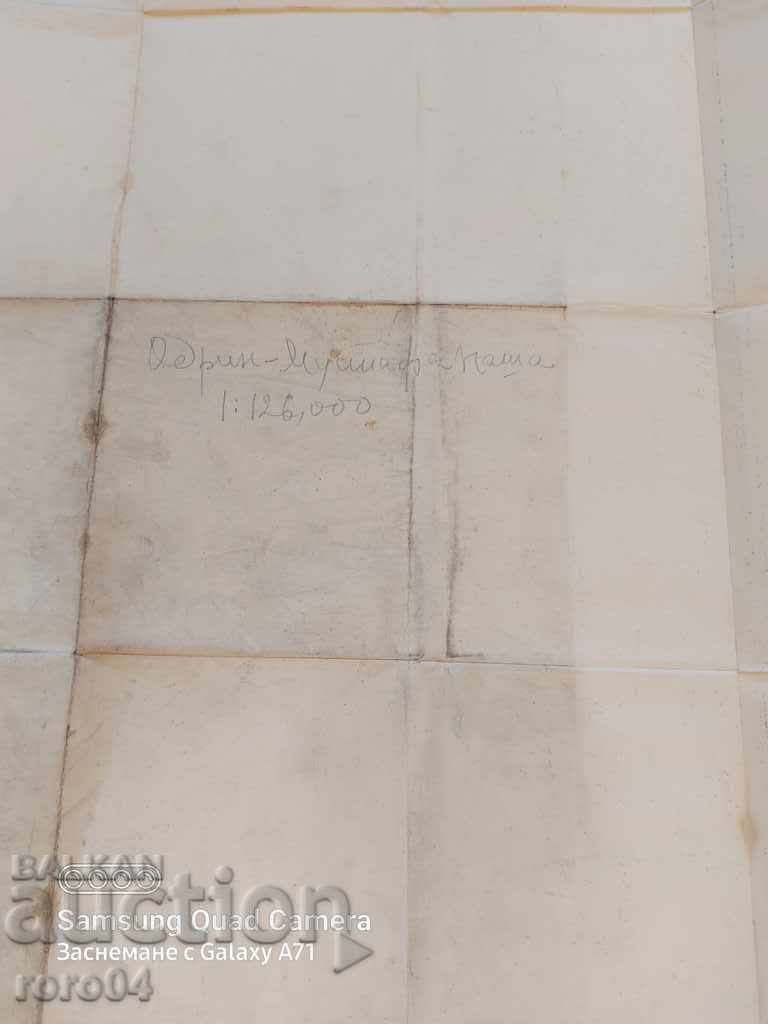 Одрин - Мустафа Паша
1:126,000
BALKAN
auction
Samsung Quad Camera
Заснемане с Galaxy A71
roro04